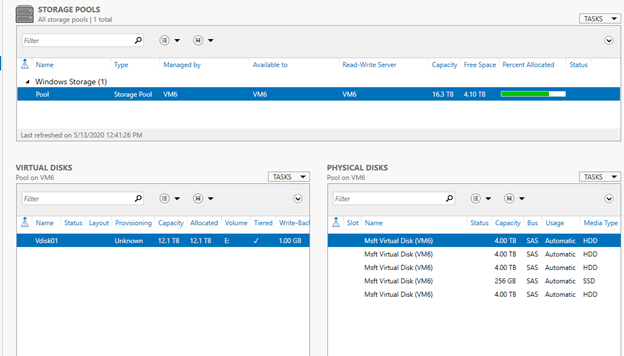 STORAGE POOLS
All storage pools | 1 total
TASKS
Filter
Name Type Managed by Available to Read-Write Server Capacity Free Space Percent Allocated Status
Windows Storage (1)
Pool Storage Pool VM6 VM6 VM6 16.3 TB 4.10 TB
Last refreshed on 5/13/2020 12:41:26 PM
VIRTUAL DISKS
Pool on VM6
TASKS
Filter
Name Status Layout Provisioning Capacity Allocated Volume Tiered Write-Bac
Vdisk01 Unknown 12.1 TB 12.1 TB E: ✓ 1.00 GB
PHYSICAL DISKS
Pool on VM6
TASKS
Filter
Slot Name Status Capacity Bus Usage Media Type
Msft Virtual Disk (VM6) 4.00 TB SAS Automatic HDD
Msft Virtual Disk (VM6) 4.00 TB SAS Automatic HDD
Msft Virtual Disk (VM6) 4.00 TB SAS Automatic HDD
Msft Virtual Disk (VM6) 256 GB SAS Automatic SSD
Msft Virtual Disk (VM6) 4.00 TB SAS Automatic HDD